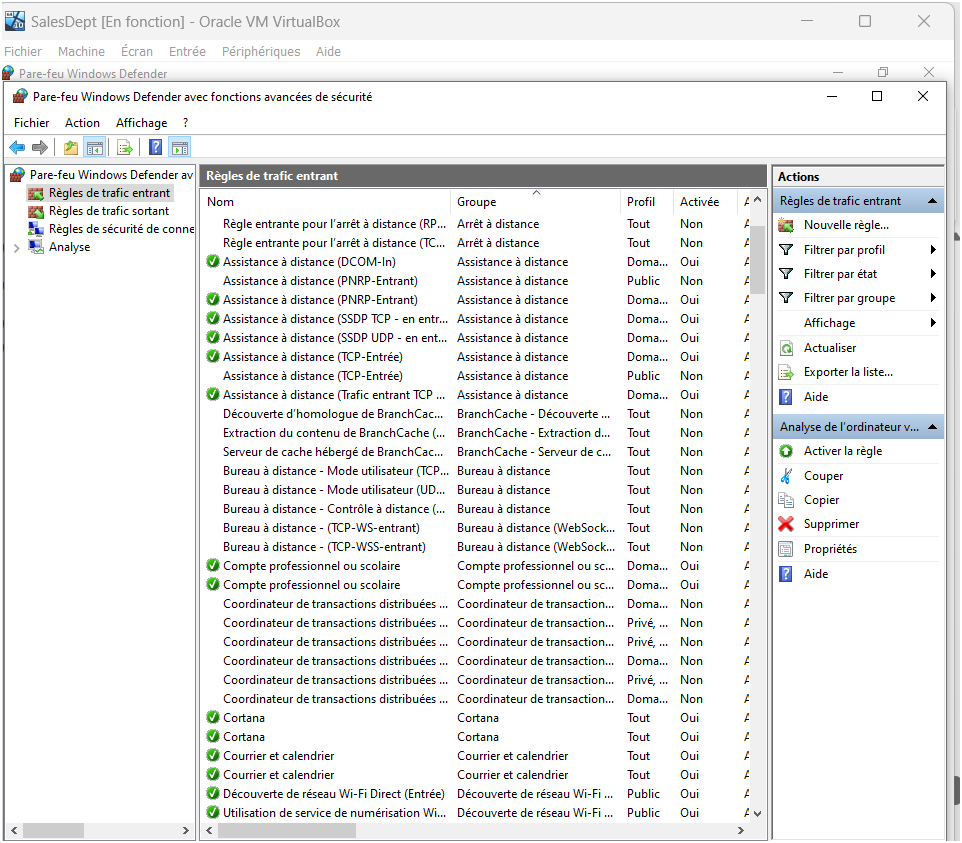 SalesDept [En fonction] - Oracle VM VirtualBox
Fichier Machine Écran Entrée Périphériques Aide
Pare-feu Windows Defender
Pare-feu Windows Defender avec fonctions avancées de sécurité
Fichier Action Affichage ?
Pare-feu Windows Defender av
Règles de trafic entrant
Règles de trafic sortant
Règles de sécurité de conne
Analyse
Règles de trafic entrant
Nom Groupe Profil Activée A
Règle entrante pour l'arrêt à distance (RP... Arrêt à distance Tout Non A
Règle entrante pour l'arrêt à distance (TC... Arrêt à distance Tout Non A
Assistance à distance (DCOM-In) Assistance à distance Doma... Oui A
Assistance à distance (PNRP-Entrant) Assistance à distance Public Non A
Assistance à distance (PNRP-Entrant) Assistance à distance Doma... Oui A
Assistance à distance (SSDP TCP - en entr... Assistance à distance Doma... Oui A
Assistance à distance (SSDP UDP - en ent... Assistance à distance Doma... Oui A
Assistance à distance (TCP-Entrée) Assistance à distance Doma... Oui A
Assistance à distance (TCP-Entrée) Assistance à distance Public Non A
Assistance à distance (Trafic entrant TCP ... Assistance à distance Doma... Oui A
Découverte d'homologue de BranchCac... BranchCache - Découverte ... Tout Non A
Extraction du contenu de BranchCache (... BranchCache - Extraction d... Tout Non A
Serveur de cache hébergé de BranchCac... BranchCache - Serveur de c... Tout Non A
Bureau à distance - Mode utilisateur (TCP... Bureau à distance Tout Non A
Bureau à distance - Mode utilisateur (UD... Bureau à distance Tout Non A
Bureau à distance - Contrôle à distance (... Bureau à distance Tout Non A
Bureau à distance - (TCP-WS-entrant) Bureau à distance (WebSock... Tout Non A
Bureau à distance - (TCP-WSS-entrant) Bureau à distance (WebSock... Tout Non A
Compte professionnel ou scolaire Compte professionnel ou sc... Doma... Oui A
Compte professionnel ou scolaire Compte professionnel ou sc... Doma... Oui A
Coordinateur de transactions distribuées ... Coordinateur de transaction... Doma... Non A
Coordinateur de transactions distribuées ... Coordinateur de transaction... Privé, ... Non A
Coordinateur de transactions distribuées ... Coordinateur de transaction... Privé, ... Non A
Coordinateur de transactions distribuées ... Coordinateur de transaction... Doma... Non A
Coordinateur de transactions distribuées ... Coordinateur de transaction... Privé, ... Non A
Coordinateur de transactions distribuées ... Coordinateur de transaction... Doma... Non A
Cortana Cortana Tout Oui A
Cortana Cortana Tout Oui A
Courrier et calendrier Courrier et calendrier Tout Oui A
Courrier et calendrier Courrier et calendrier Tout Oui A
Découverte de réseau Wi-Fi Direct (Entrée) Découverte de réseau Wi-Fi ... Public Oui A
Utilisation de service de numérisation Wi... Découverte de réseau Wi-Fi ... Public Oui A
Actions
Règles de trafic entrant
Nouvelle règle...
Filtrer par profil
Filtrer par état
Filtrer par groupe
Affichage
Actualiser
Exporter la liste...
Aide
Analyse de l'ordinateur v...
Activer la règle
Couper
Copier
Supprimer
Propriétés
Aide